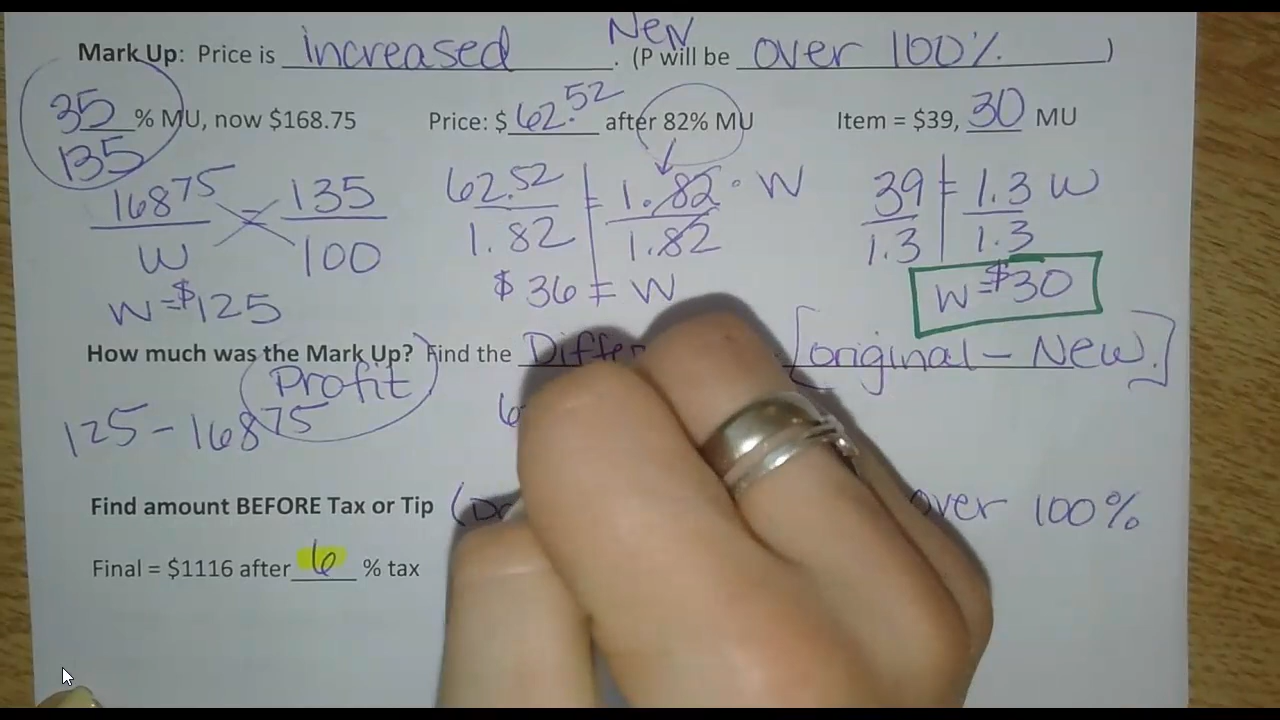 Mark Up: Price is increased. New (P will be over 100%)
35% MU, now $168.75 Price: $62.52 after 82% MU Item = $39, 30 MU
135
168 75 135 62.52 = 1.82 · W 39 = 1.3 W
W = 100 1.82 1.82 1.3 1.3
W = $125 $ 36 = W W = $30
How much was the Mark Up? Find the [original - New.]
Profit
125 - 168 75
Find amount BEFORE Tax or Tip over 100%
Final = $1116 after 6 % tax